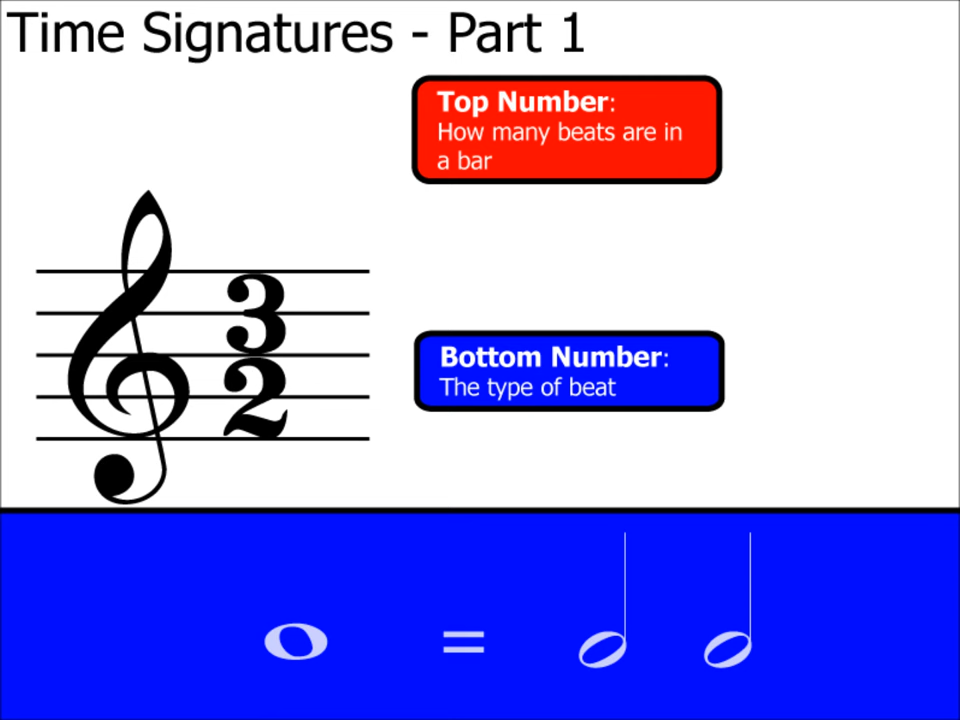 Time Signatures - Part 1
Top Number:
How many beats are in
a bar
3
2
Bottom Number:
The type of beat
=